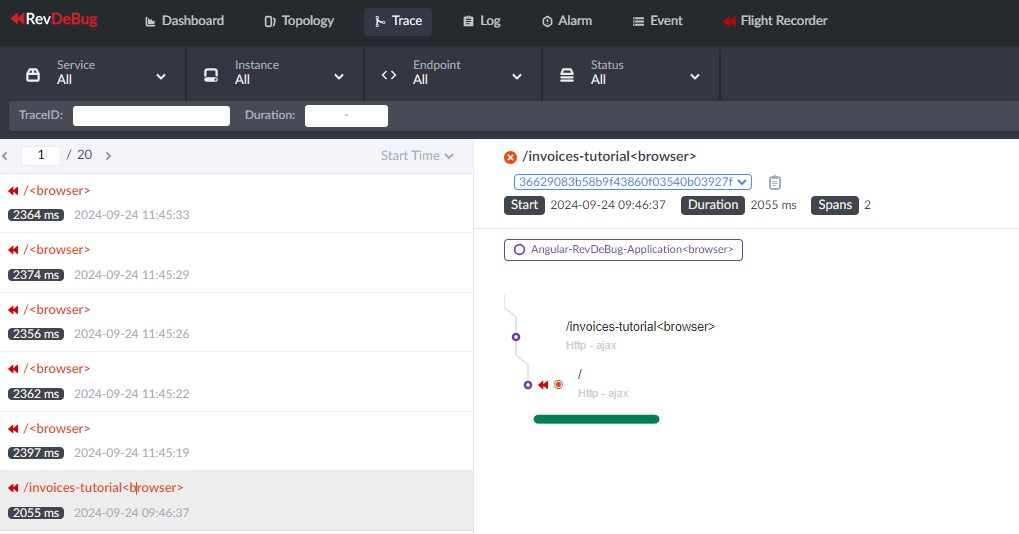 RevDeBug Dashboard Topology Trace Log Alarm Event Flight Recorder
Service Instance Endpoint Status
All All All All
TraceID: Duration: -
1 / 20 Start Time
/<browser>
2364 ms 2024-09-24 11:45:33
/<browser>
2374 ms 2024-09-24 11:45:29
/<browser>
2356 ms 2024-09-24 11:45:26
/<browser>
2362 ms 2024-09-24 11:45:22
/<browser>
2397 ms 2024-09-24 11:45:19
/invoices-tutorial<browser>
2055 ms 2024-09-24 09:46:37
/invoices-tutorial<browser>
36629083b58b9f43860f03540b03927f
Start 2024-09-24 09:46:37 Duration 2055 ms Spans 2
Angular-RevDeBug-Application<browser>
/invoices-tutorial<browser>
Http - ajax
/
Http - ajax